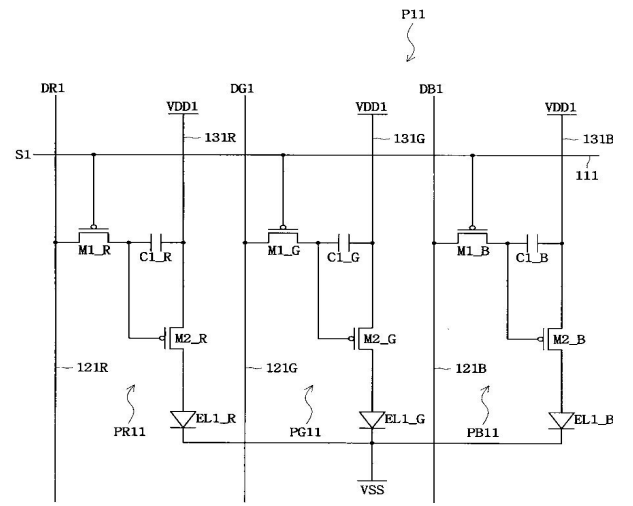 P11
DR1
DG1
DB1
VDD1
VDD1
VDD1
131R
131G
131B
S1
111
M1_R
C1_R
M1_G
C1_G
M1_B
C1_B
M2_R
M2_G
M2_B
121R
121G
121B
PR11
EL1_R
PG11
EL1_G
PB11
EL1_B
VSS